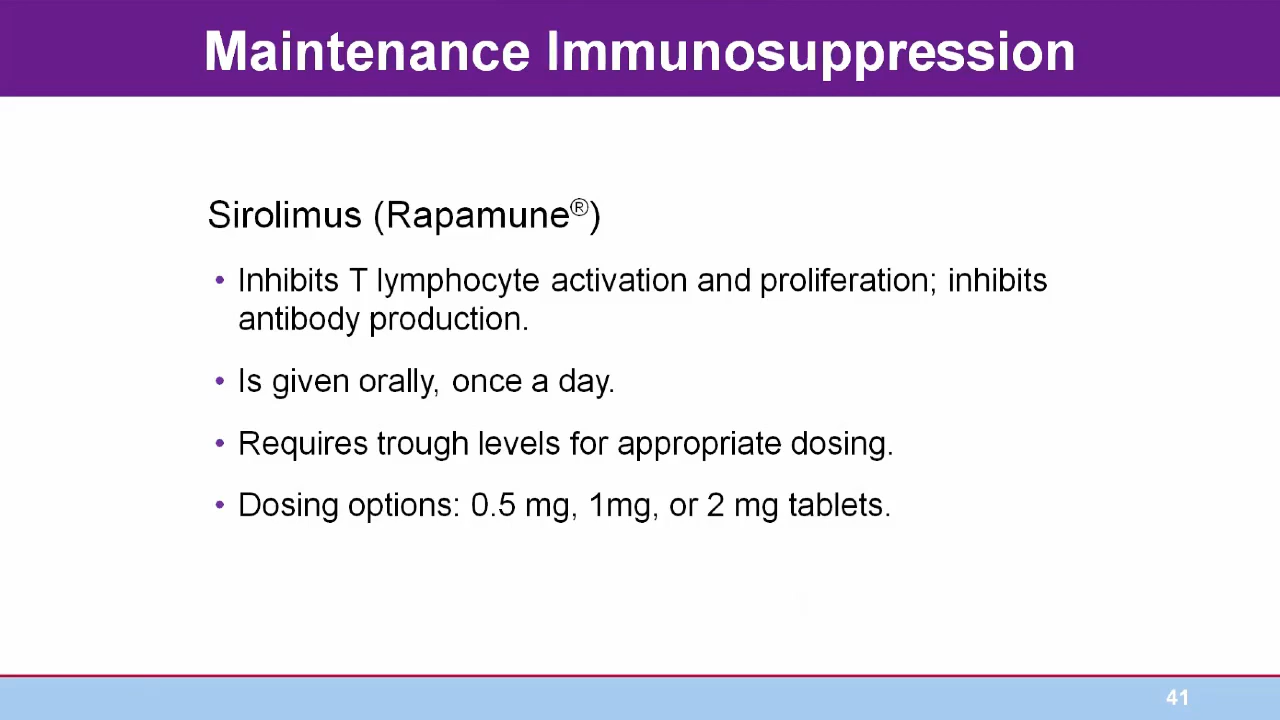 Maintenance Immunosuppression
Sirolimus (Rapamune®)
• Inhibits T lymphocyte activation and proliferation; inhibits
antibody production.
• Is given orally, once a day.
• Requires trough levels for appropriate dosing.
• Dosing options: 0.5 mg, 1mg, or 2 mg tablets.
41